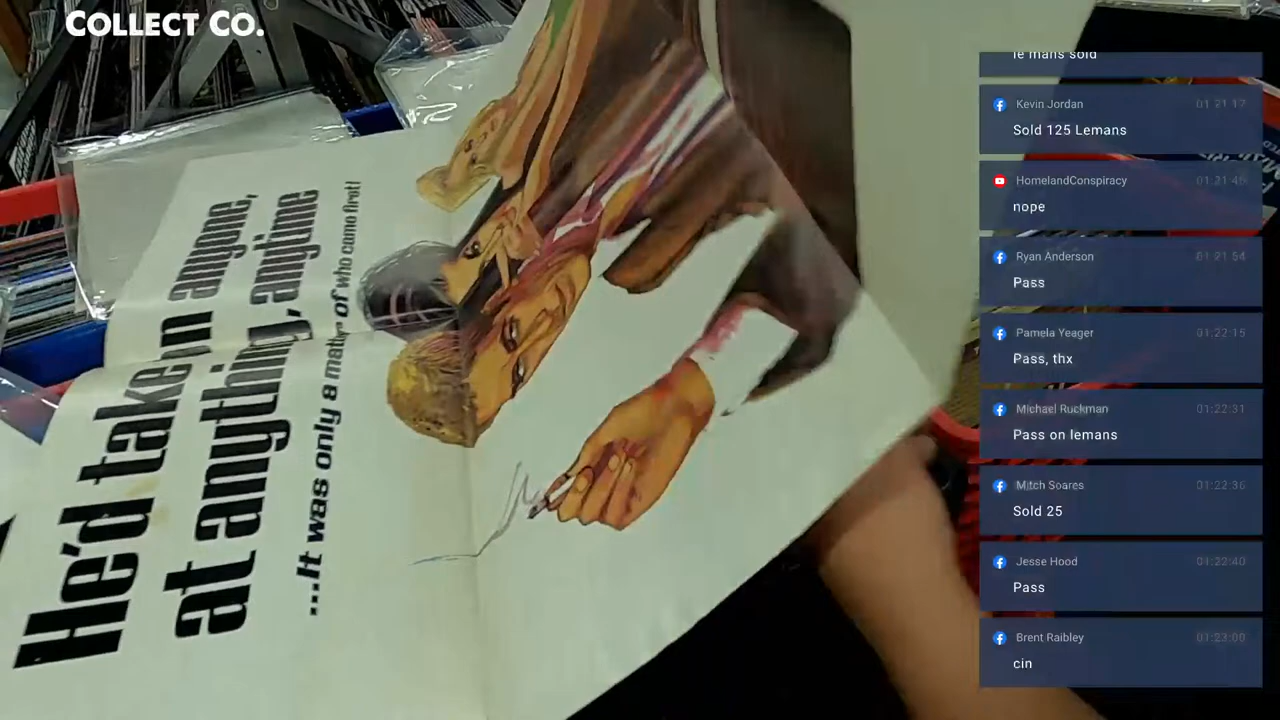 COLLECT CO.
He'd take on anyone,
at anything, anytime
...It was only a matter of who came first!
le mans sold
Kevin Jordan 01:21:17
Sold 125 Lemans
HomelandConspiracy 01:21:48
nope
Ryan Anderson 01:21:54
Pass
Pamela Yeager 01:22:15
Pass, thx
Michael Ruckman 01:22:31
Pass on lemans
Mitch Soares 01:22:36
Sold 25
Jesse Hood 01:22:40
Pass
Brent Raibley 01:23:00
cin